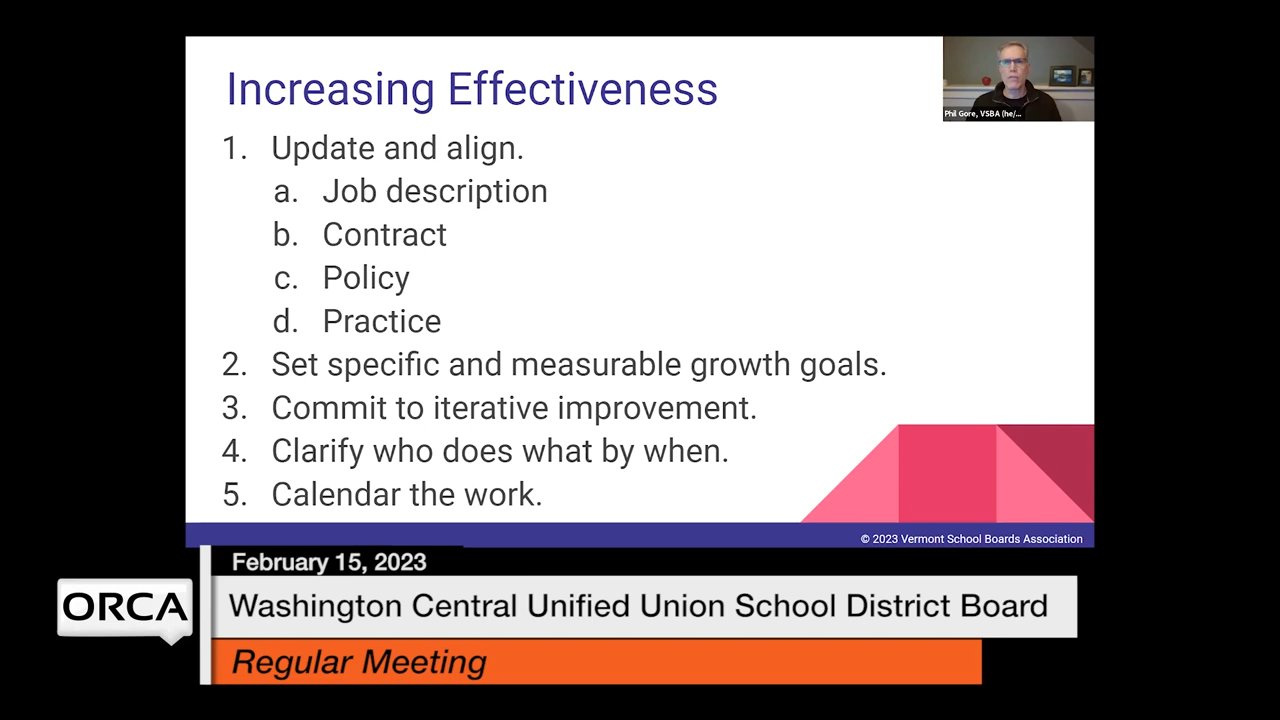 Increasing Effectiveness
Phil Gore, VSBA (he/...
1. Update and align.
a. Job description
b. Contract
c. Policy
d. Practice
2. Set specific and measurable growth goals.
3. Commit to iterative improvement.
4. Clarify who does what by when.
5. Calendar the work.
© 2023 Vermont School Boards Association
February 15, 2023
ORCA
Washington Central Unified Union School District Board
Regular Meeting